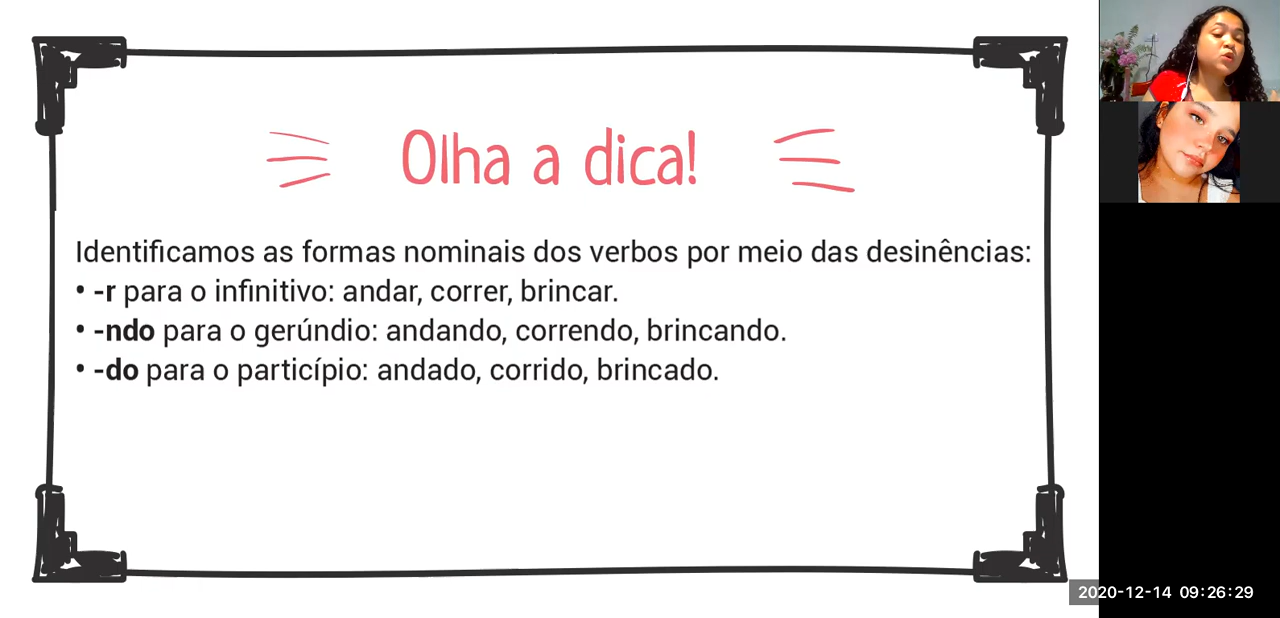 Olha a dica!
Identificamos as formas nominais dos verbos por meio das desinências:
• -r para o infinitivo: andar, correr, brincar.
• -ndo para o gerúndio: andando, correndo, brincando.
• -do para o particípio: andado, corrido, brincado.
2020-12-14 09:26:29